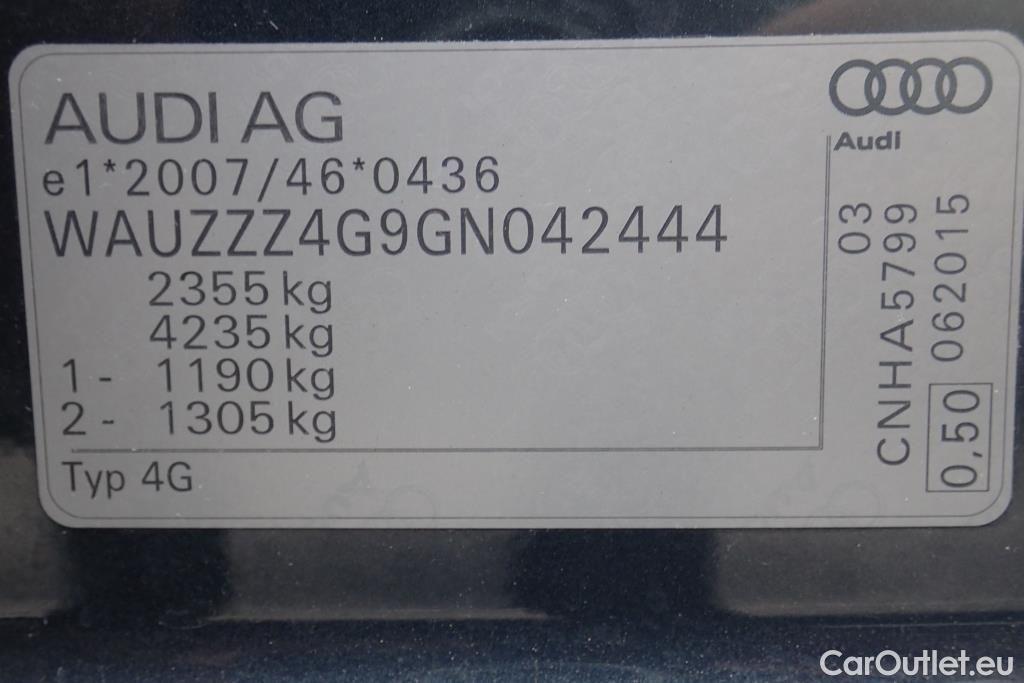 AUDI AG
e1*2007/46*0436
WAUZZZ4G9GN042444
2355 kg
4235 kg
1 - 1190 kg
2 - 1305 kg
Typ 4G
Audi
03
CNHA5799
0,50 062015
CarOutlet.eu